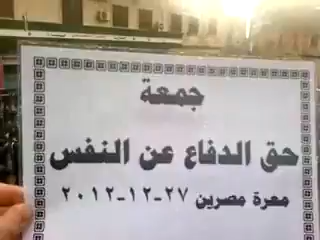 جمعة
حق الدفاع عن النفس
معرة مصرين ٢٧-١٢-٢٠١٢